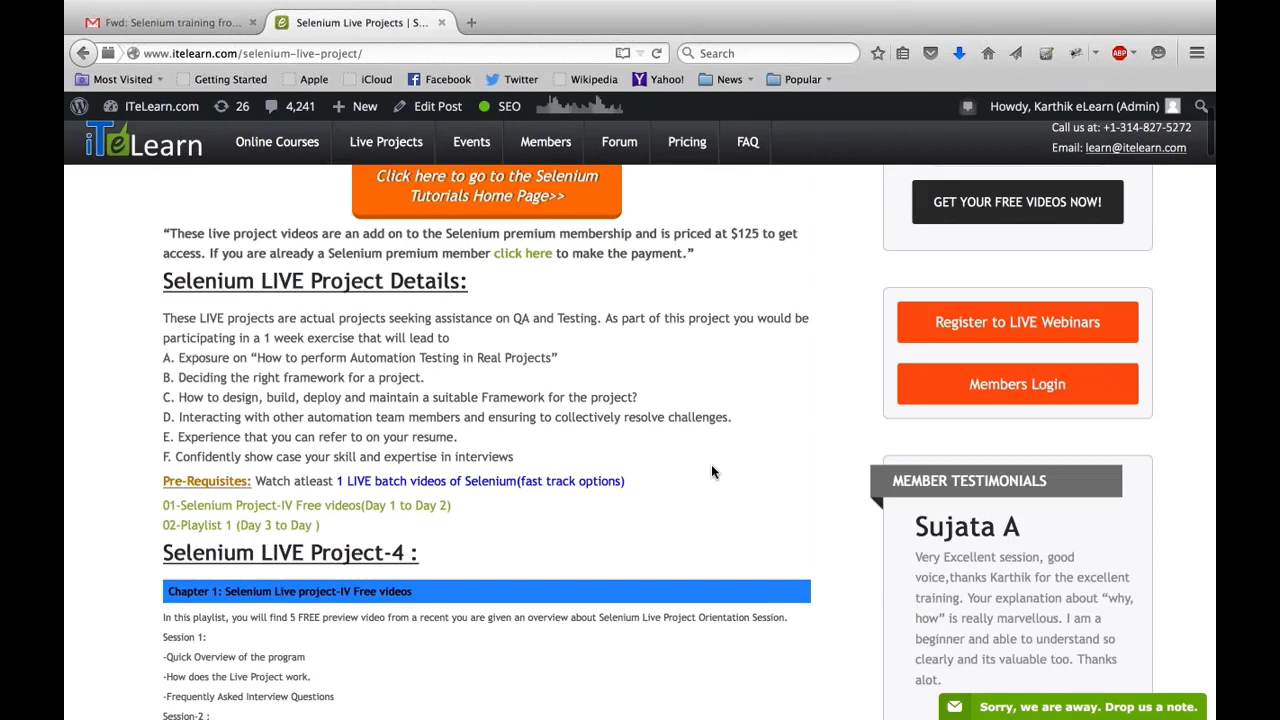 Fwd: Selenium training fro...
Selenium Live Projects | S...
www.itelearn.com/selenium-live-project/
Search
ABP
Most Visited
Getting Started
Apple
iCloud
Facebook
Twitter
Wikipedia
Yahoo!
News
Popular
ITeLearn.com
26
4,241
New
Edit Post
SEO
Howdy, Karthik eLearn (Admin)
iTeLearn
Online Courses
Live Projects
Events
Members
Forum
Pricing
FAQ
Call us at: +1-314-827-5272
Email: learn@itelearn.com
Click here to go to the Selenium
Tutorials Home Page>>
“These live project videos are an add on to the Selenium premium membership and is priced at $125 to get
access. If you are already a Selenium premium member click here to make the payment.”
Selenium LIVE Project Details:
These LIVE projects are actual projects seeking assistance on QA and Testing. As part of this project you would be
participating in a 1 week exercise that will lead to
A. Exposure on “How to perform Automation Testing in Real Projects”
B. Deciding the right framework for a project.
C. How to design, build, deploy and maintain a suitable Framework for the project?
D. Interacting with other automation team members and ensuring to collectively resolve challenges.
E. Experience that you can refer to on your resume.
F. Confidently show case your skill and expertise in interviews
Pre-Requisites: Watch atleast 1 LIVE batch videos of Selenium(fast track options)
01-Selenium Project-IV Free videos(Day 1 to Day 2)
02-Playlist 1 (Day 3 to Day )
Selenium LIVE Project-4 :
Chapter 1: Selenium Live project-IV Free videos
In this playlist, you will find 5 FREE preview video from a recent you are given an overview about Selenium Live Project Orientation Session.
Session 1:
-Quick Overview of the program
-How does the Live Project work.
-Frequently Asked Interview Questions
Session-2 :
GET YOUR FREE VIDEOS NOW!
Register to LIVE Webinars
Members Login
MEMBER TESTIMONIALS
Sujata A
Very Excellent session, good
voice,thanks Karthik for the excellent
training. Your explanation about “why,
how” is really marvellous. I am a
beginner and able to understand so
clearly and its valuable too. Thanks
alot.
Sorry, we are away. Drop us a note.